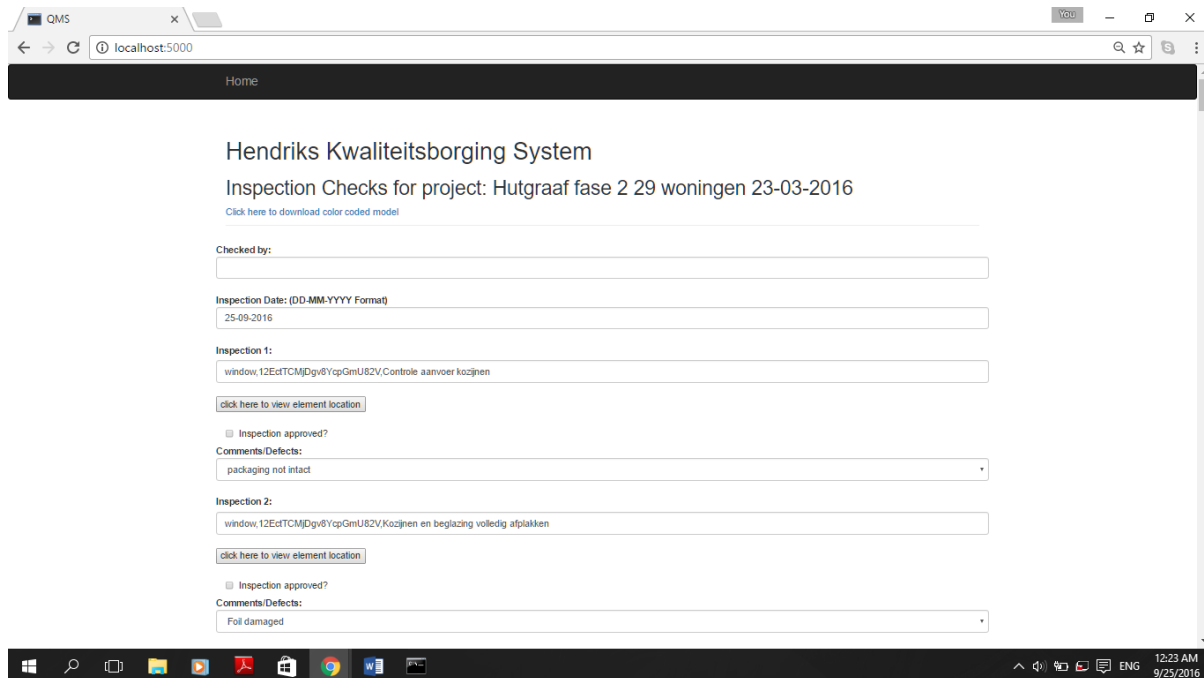 QMS
You
localhost:5000
Home
Hendriks Kwaliteitsborging System
Inspection Checks for project: Hutgraaf fase 2 29 woningen 23-03-2016
Click here to download color coded model
Checked by:
Inspection Date: (DD-MM-YYYY Format)
25-09-2016
Inspection 1:
window,12EctTCMjDgv8YcpGmU82V,Controle aanvoer kozijnen
click here to view element location
Inspection approved?
Comments/Defects:
packaging not intact
Inspection 2:
window,12EctTCMjDgv8YcpGmU82V,Kozijnen en beglazing volledig afplakken
click here to view element location
Inspection approved?
Comments/Defects:
Foil damaged
ENG
12:23 AM
9/25/2016